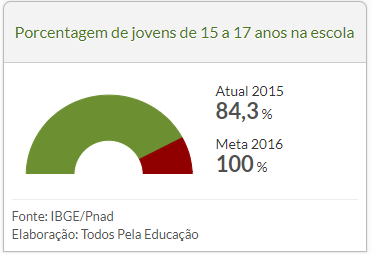 Porcentagem de jovens de 15 a 17 anos na escola
Atual 2015
84,3 %
Meta 2016
100 %
Fonte: IBGE/Pnad
Elaboração: Todos Pela Educação